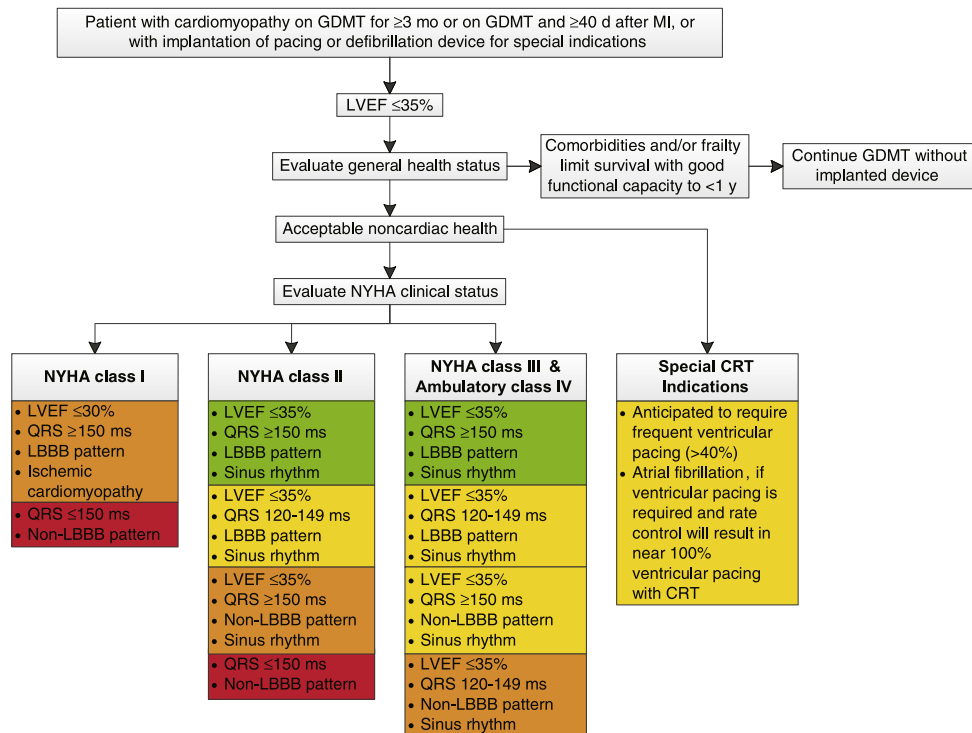 Patient with cardiomyopathy on GDMT for ≥3 mo or on GDMT and ≥40 d after MI, or
with implantation of pacing or defibrillation device for special indications
LVEF ≤35%
Evaluate general health status
Comorbidities and/or frailty
limit survival with good
functional capacity to <1 y
Continue GDMT without
implanted device
Acceptable noncardiac health
Evaluate NYHA clinical status
NYHA class I
• LVEF ≤30%
• QRS ≥150 ms
• LBBB pattern
• Ischemic
cardiomyopathy
• QRS ≤150 ms
• Non-LBBB pattern
NYHA class II
• LVEF ≤35%
• QRS ≥150 ms
• LBBB pattern
• Sinus rhythm
• LVEF ≤35%
• QRS 120-149 ms
• LBBB pattern
• Sinus rhythm
• LVEF ≤35%
• QRS ≥150 ms
• Non-LBBB pattern
• Sinus rhythm
• QRS ≤150 ms
• Non-LBBB pattern
NYHA class III &
Ambulatory class IV
• LVEF ≤35%
• QRS ≥150 ms
• LBBB pattern
• Sinus rhythm
• LVEF ≤35%
• QRS 120-149 ms
• LBBB pattern
• Sinus rhythm
• LVEF ≤35%
• QRS ≥150 ms
• Non-LBBB pattern
• Sinus rhythm
• LVEF ≤35%
• QRS 120-149 ms
• Non-LBBB pattern
• Sinus rhythm
Special CRT
Indications
• Anticipated to require
frequent ventricular
pacing (>40%)
• Atrial fibrillation, if
ventricular pacing is
required and rate
control will result in
near 100%
ventricular pacing
with CRT